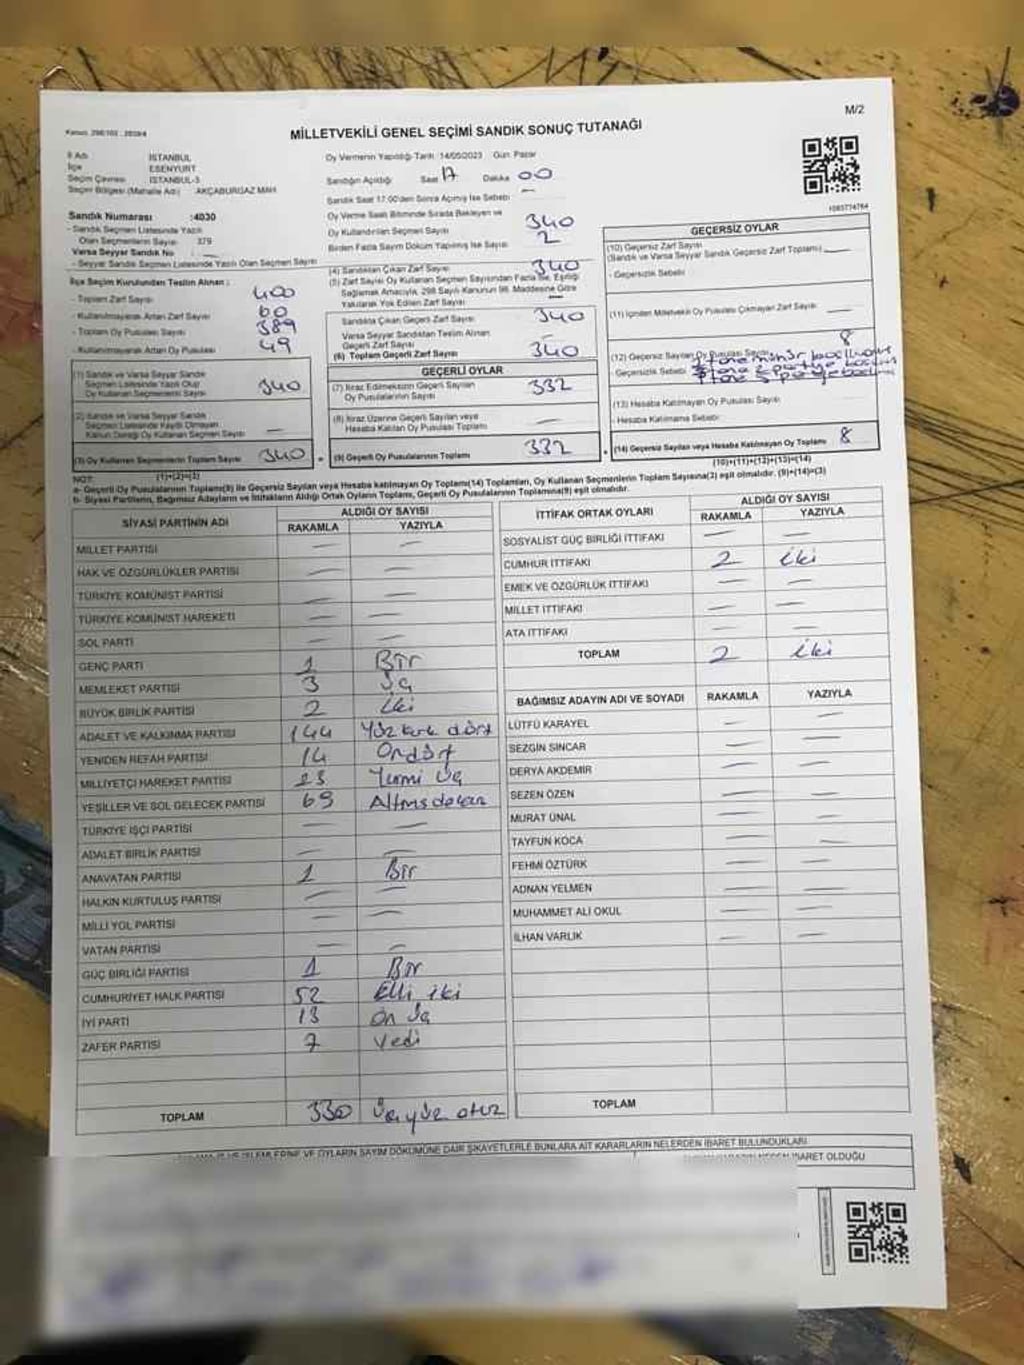 M/2
Kanun: 298/102 , 2839/4
MİLLETVEKİLİ GENEL SEÇİMİ SANDIK SONUÇ TUTANAĞI
İl Adı İSTANBUL
İlçe ESENYURT
Seçim Çevresi İSTANBUL-3
Seçim Bölgesi (Mahalle Adı) AKÇABURGAZ MAH
Oy Vermenin Yapıldığı Tarih :14/05/2023 Gün: Pazar
Sandığın Açıldığı Saat 17 Dakika 00
Sandık Saat 17:00'den Sonra Açılmış İse Sebebi —
Sandık Numarası :4030
- Sandık Seçmen Listesinde Yazılı
Olan Seçmenlerin Sayısı 379
Varsa Seyyar Sandık No :
- Seyyar Sandık Seçmen Listesinde Yazılı Olan Seçmen Sayısı
Oy Verme Saati Bitiminde Sırada Bekleyen ve
Oy Kullandırılan Seçmen Sayısı 340
Birden Fazla Sayım Döküm Yapılmış İse Sayısı 2
(4) Sandıktan Çıkan Zarf Sayısı 340
(5) Zarf Sayısı Oy Kullanan Seçmen Sayısından Fazla İse, Eşitliği
Sağlamak Amacıyla, 298 Sayılı Kanunun 98. Maddesine Göre
Yakılarak Yok Edilen Zarf Sayısı —
İlçe Seçim Kurulundan Teslim Alınan :
- Toplam Zarf Sayısı 400
- Kullanılmayarak Artan Zarf Sayısı 60
- Toplam Oy Pusulası Sayısı 389
- Kullanılmayarak Artan Oy Pusulası 49
Sandıkta Çıkan Geçerli Zarf Sayısı 340
Varsa Seyyar Sandıktan Teslim Alınan
Geçerli Zarf Sayısı
(6) Toplam Geçerli Zarf Sayısı 340
(1) Sandık ve Varsa Seyyar Sandık
Seçmen Listesinde Yazılı Olup
Oy Kullanan Seçmenlerin Sayısı 340
(2) Sandık ve Varsa Seyyar Sandık
Seçmen Listesinde Kayıtlı Olmayan
Kanun Gereği Oy Kullanan Seçmen Sayısı —
(3) Oy Kullanan Seçmenlerin Toplam Sayısı 340
(1)+(2)=(3)
GEÇERLİ OYLAR
(7) İtiraz Edilmeksizin Geçerli Sayılan
Oy Pusulalarının Sayısı 332
(8) İtiraz Üzerine Geçerli Sayılan veya
Hesaba Katılan Oy Pusulası Toplamı —
(9) Geçerli Oy Pusulalarının Toplamı 332
1083774764
GEÇERSİZ OYLAR
(10) Geçersiz Zarf Sayısı
(Sandık ve Varsa Seyyar Sandık Geçersiz Zarf Toplamı)
- Geçersizlik Sebebi
(11) İçinden Milletvekili Oy Pusulası Çıkmayan Zarf Sayısı —
(12) Geçersiz Sayılan Oy Pusulası Sayısı 8
- Geçersizlik Sebebi
(13) Hesaba Katılmayan Oy Pusulası Sayısı
- Hesaba Katılmama Sebebi
(14) Geçersiz Sayılan veya Hesaba Katılmayan Oy Toplamı 8
(10)+(11)+(12)+(13)=(14)
NOT:
a- Geçerli Oy Pusulalarının Toplamı(9) ile Geçersiz Sayılan veya Hesaba Katılmayan Oy Toplamı(14) Toplamları, Oy Kullanan Seçmenlerin Toplam Sayısına(3) eşit olmalıdır. (9)+(14)=(3)
b- Siyasi Partilerin, Bağımsız Adayların ve İttifakların Aldığı Ortak Oyların Toplamı, Geçerli Oy Pusulalarının Toplamına(9) eşit olmalıdır.
SİYASİ PARTİNİN ADI ALDIĞI OY SAYISI
RAKAMLA YAZIYLA
MİLLET PARTİSİ — —
HAK VE ÖZGÜRLÜKLER PARTİSİ — —
TÜRKİYE KOMÜNİST PARTİSİ — —
TÜRKİYE KOMÜNİST HAREKETİ — —
SOL PARTİ — —
GENÇ PARTİ 1 Bir
MEMLEKET PARTİSİ 3 Üç
BÜYÜK BİRLİK PARTİSİ 2 iki
ADALET VE KALKINMA PARTİSİ 144 Yüz kırk dört
YENİDEN REFAH PARTİSİ 14 Ondört
MİLLİYETÇİ HAREKET PARTİSİ 23 Yirmi üç
YEŞİLLER VE SOL GELECEK PARTİSİ 69 Altmışdokuz
TÜRKİYE İŞÇİ PARTİSİ — —
ADALET BİRLİK PARTİSİ — —
ANAVATAN PARTİSİ 1 Bir
HALKIN KURTULUŞ PARTİSİ — —
MİLLİ YOL PARTİSİ — —
VATAN PARTİSİ — —
GÜÇ BİRLİĞİ PARTİSİ 1 Bir
CUMHURİYET HALK PARTİSİ 52 Elli iki
İYİ PARTİ 13 On üç
ZAFER PARTİSİ 7 Yedi
TOPLAM 330 üçyüz otuz
İTTİFAK ORTAK OYLARI ALDIĞI OY SAYISI
RAKAMLA YAZIYLA
SOSYALİST GÜÇ BİRLİĞİ İTTİFAKI — —
CUMHUR İTTİFAKI 2 iki
EMEK VE ÖZGÜRLÜK İTTİFAKI — —
MİLLET İTTİFAKI — —
ATA İTTİFAKI — —
TOPLAM 2 iki
BAĞIMSIZ ADAYIN ADI VE SOYADI RAKAMLA YAZIYLA
LÜTFÜ KARAYEL — —
SEZGİN SİNCAR — —
DERYA AKDEMİR — —
SEZEN ÖZEN — —
MURAT ÜNAL — —
TAYFUN KOCA — —
FEHMİ ÖZTÜRK — —
ADNAN YELMEN — —
MUHAMMET ALİ OKUL — —
İLHAN VARLIK — —
TOPLAM
İŞLEMLERİNE VE OYLARIN SAYIM DÖKÜMÜNE DAİR ŞİKAYETLERLE BUNLARA AİT KARARLARIN NELERDEN İBARET BULUNDUKLARI
İBARET OLDUĞU